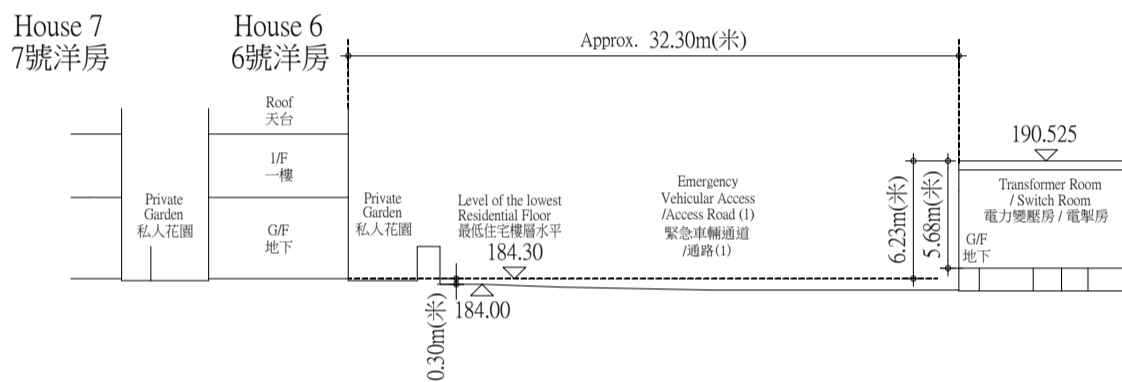 House 7
7號洋房
House 6
6號洋房
Approx. 32.30m(米)
Roof
天台
1/F
一樓
G/F
地下
Private
Garden
私人花園
Private
Garden
私人花園
Level of the lowest
Residential Floor
最低住宅樓層水平
184.30
184.00
0.30m(米)
Emergency
Vehicular Access
/Access Road (1)
緊急車輛通道
/通路(1)
6.23m(米)
5.68m(米)
190.525
Transformer Room
/ Switch Room
電力變壓房 / 電掣房
G/F
地下